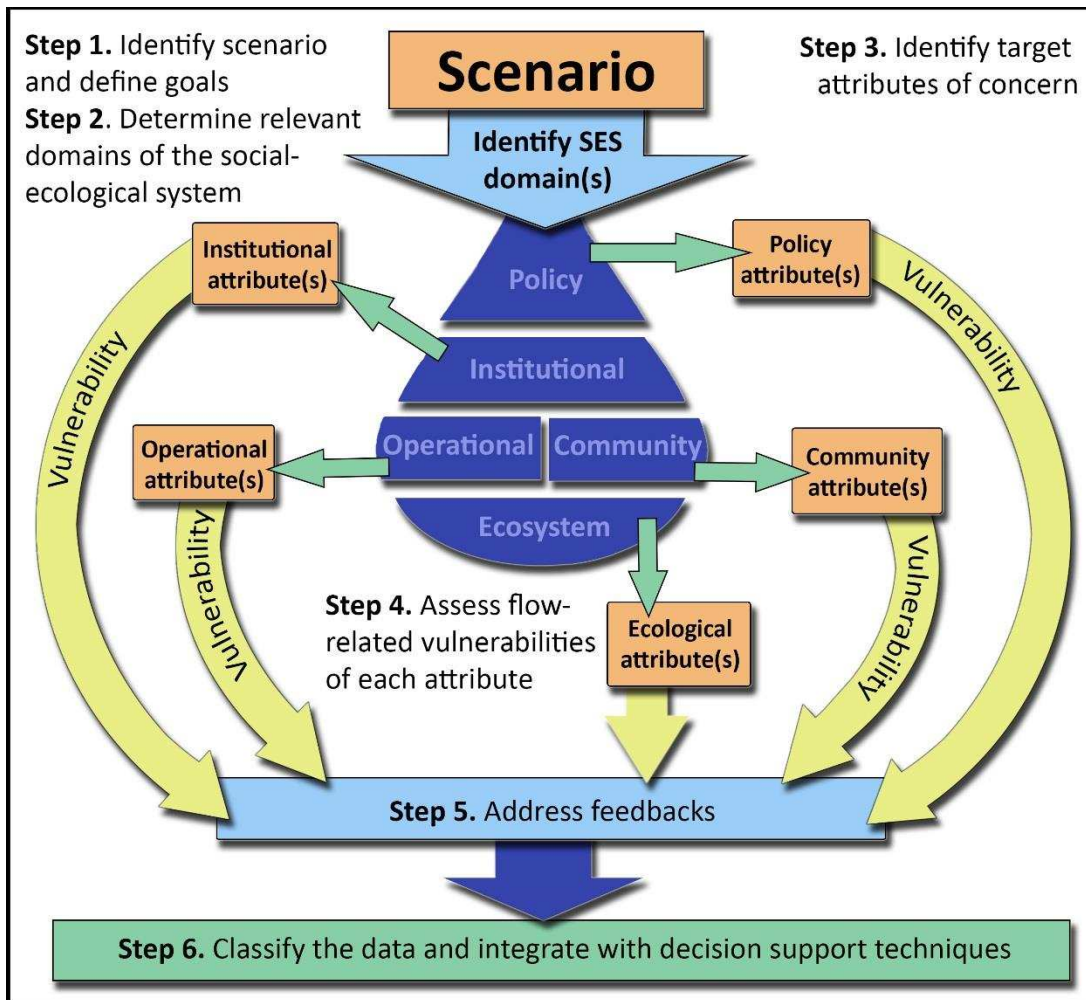 Step 1. Identify scenario
and define goals
Step 2. Determine relevant
domains of the social-
ecological system
Scenario
Identify SES
domain(s)
Step 3. Identify target
attributes of concern
Institutional
attribute(s)
Policy
attribute(s)
Policy
Institutional
Operational
Community
Ecosystem
Operational
attribute(s)
Community
attribute(s)
Vulnerability
Vulnerability
Vulnerability
Vulnerability
Step 4. Assess flow-
related vulnerabilities
of each attribute
Ecological
attribute(s)
Step 5. Address feedbacks
Step 6. Classify the data and integrate with decision support techniques